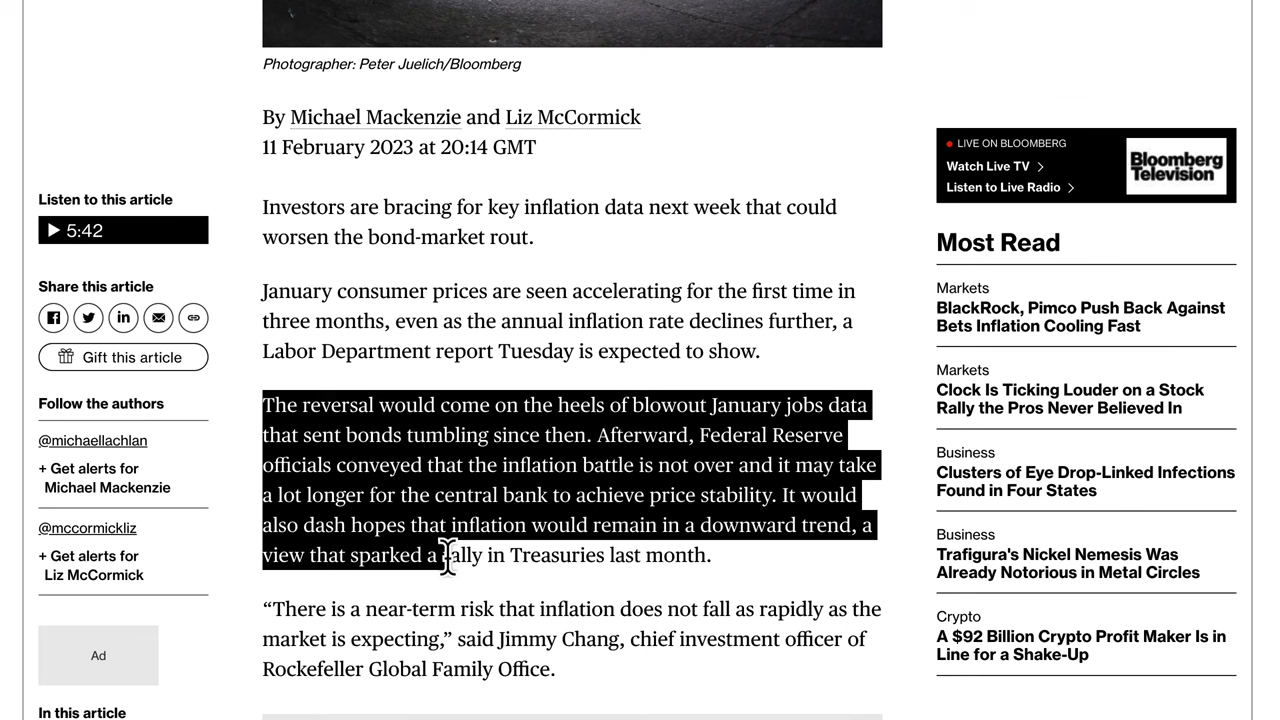 Photographer: Peter Juelich/Bloomberg
By Michael Mackenzie and Liz McCormick
11 February 2023 at 20:14 GMT
Listen to this article
5:42
Share this article
in
Gift this article
Follow the authors
@michaellachlan
+ Get alerts for
Michael Mackenzie
@mccormickliz
+ Get alerts for
Liz McCormick
Ad
In this article
Investors are bracing for key inflation data next week that could
worsen the bond-market rout.
January consumer prices are seen accelerating for the first time in
three months, even as the annual inflation rate declines further, a
Labor Department report Tuesday is expected to show.
The reversal would come on the heels of blowout January jobs data
that sent bonds tumbling since then. Afterward, Federal Reserve
officials conveyed that the inflation battle is not over and it may take
a lot longer for the central bank to achieve price stability. It would
also dash hopes that inflation would remain in a downward trend, a
view that sparked a rally in Treasuries last month.
“There is a near-term risk that inflation does not fall as rapidly as the
market is expecting,” said Jimmy Chang, chief investment officer of
Rockefeller Global Family Office.
LIVE ON BLOOMBERG
Watch Live TV
Listen to Live Radio
Bloomberg
Television
Most Read
Markets
BlackRock, Pimco Push Back Against
Bets Inflation Cooling Fast
Markets
Clock Is Ticking Louder on a Stock
Rally the Pros Never Believed In
Business
Clusters of Eye Drop-Linked Infections
Found in Four States
Business
Trafigura's Nickel Nemesis Was
Already Notorious in Metal Circles
Crypto
A $92 Billion Crypto Profit Maker Is in
Line for a Shake-Up